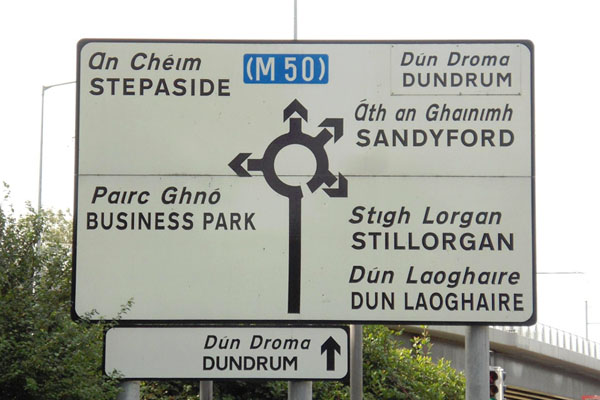 An Chéim
STEPASIDE
(M 50)
Dún Droma
DUNDRUM
Áth an Ghainimh
SANDYFORD
Pairc Ghnó
BUSINESS PARK
Stigh Lorgan
STILLORGAN
Dún Laoghaire
DUN LAOGHAIRE
Dún Droma
DUNDRUM